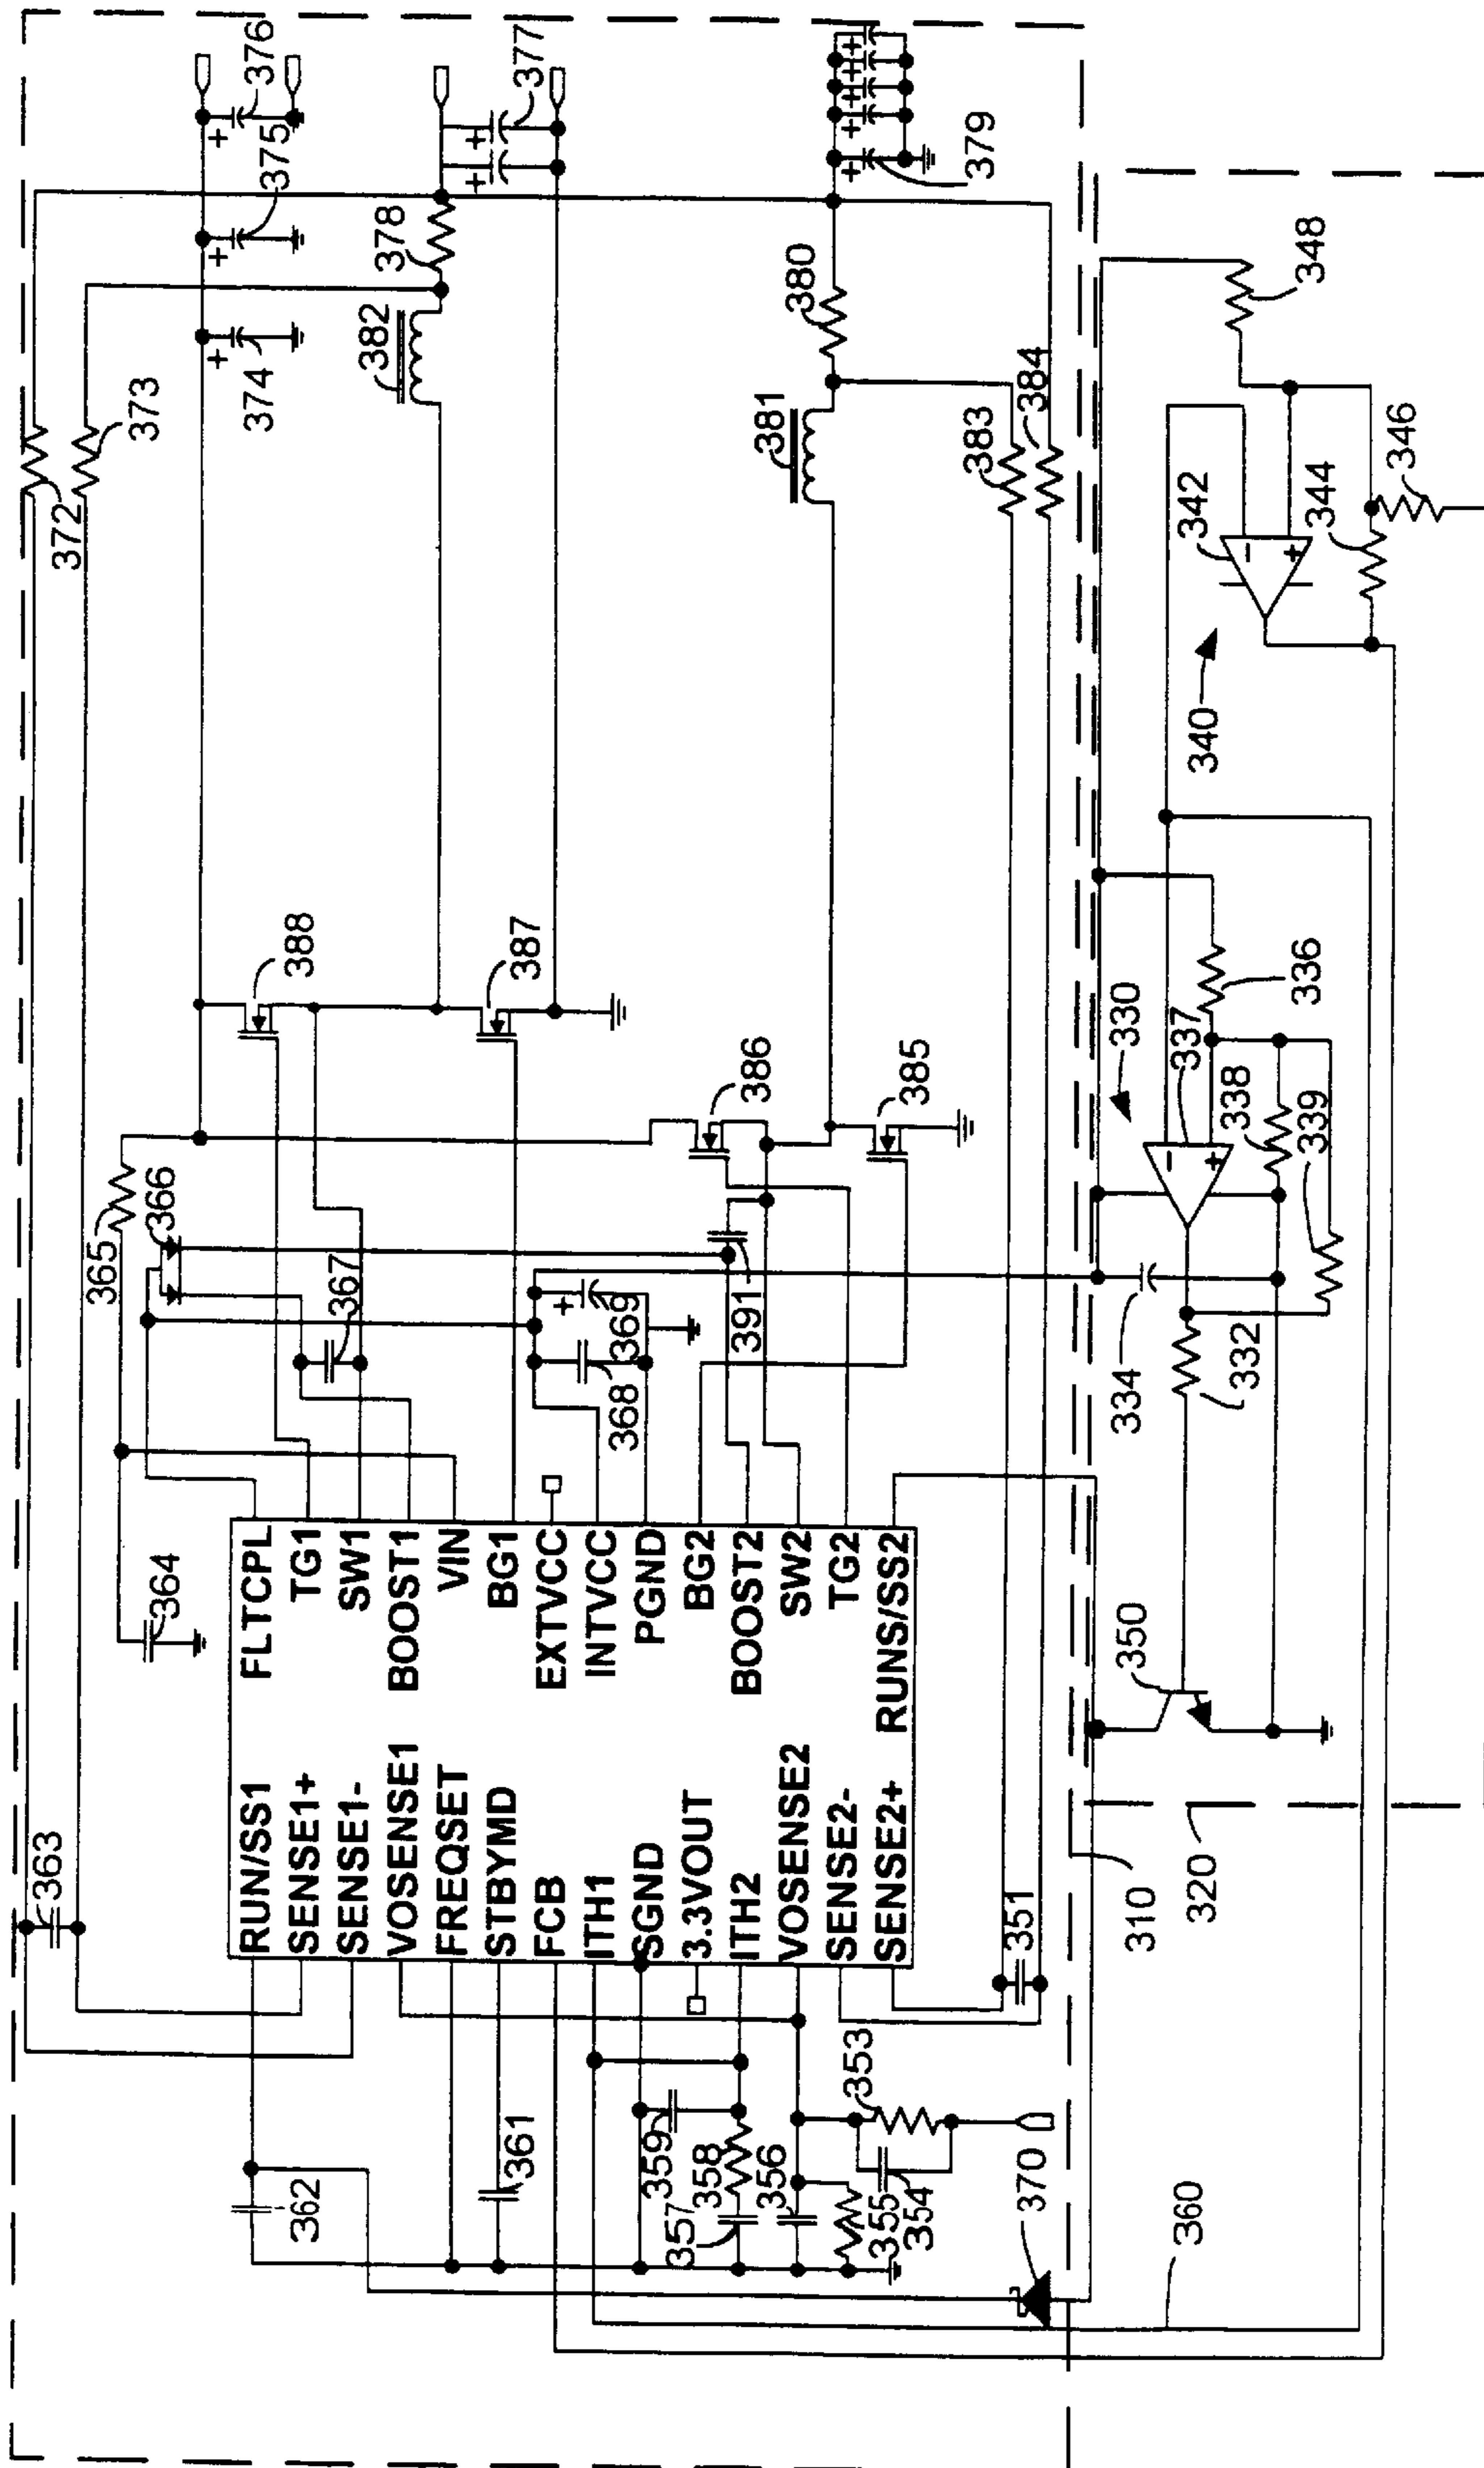 363
362
361
359
358
357
356
355
354
353
351
370
360
310
320
RUN/SS1
SENSE1+
SENSE1-
VOSENSE1
FREQSET
STBYMD
FCB
ITH1
SGND
3.3VOUT
ITH2
VOSENSE2
SENSE2-
SENSE2+
FLTCPL
TG1
SW1
BOOST1
VIN
BG1
EXTVCC
INTVCC
PGND
BG2
BOOST2
SW2
TG2
RUNS/SS2
364
365
366
367
368
+
369
391
388
387
386
385
350
332
334
330
337
-
+
338
339
336
340
342
-
+
344
346
348
372
373
+
374
+
375
+
376
382
378
+
+
377
381
380
383
384
+
+
+
+
+
379